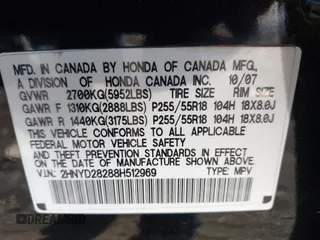 MFD. IN CANADA BY HONDA OF CANADA MFG.,
A DIVISION OF HONDA CANADA INC. 10/07
GVWR 2700KG(5952LBS) TIRE SIZE RIM SIZE
GAWR F 1310KG(2888LBS) P255/55R18 104H 18X8.0J
GAWR R 1440KG(3175LBS) P255/55R18 104H 18X8.0J
THIS VEHICLE CONFORMS TO ALL APPLICABLE
FEDERAL MOTOR VEHICLE SAFETY AND
THEFT PREVENTION STANDARDS IN EFFECT ON THE
DATE OF MANUFACTURE SHOWN ABOVE.
V.I.N: 2HNYD28288H512969 TYPE: MPV